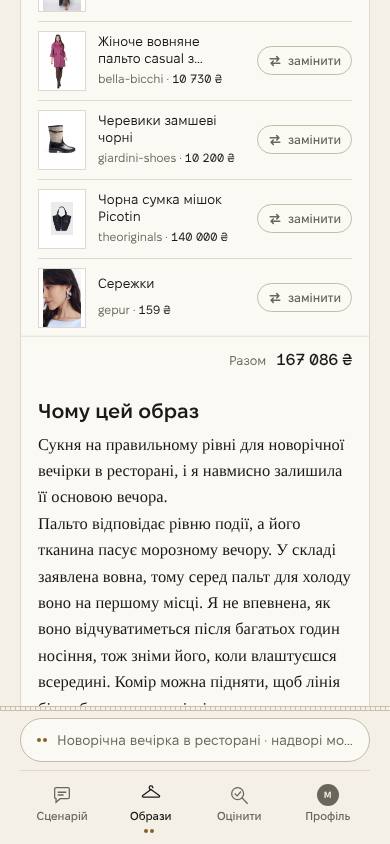 Жіноче вовняне
пальто casual з...
bella-bicchi · 10 730 ₴
замінити
Черевики замшеві
чорні
giardini-shoes · 10 200 ₴
замінити
Чорна сумка мішок
Picotin
theoriginals · 140 000 ₴
замінити
Сережки
gepur · 159 ₴
замінити
Разом 167 086 ₴
Чому цей образ
Сукня на правильному рівні для новорічної
вечірки в ресторані, і я навмисно залишила
її основою вечора.
Пальто відповідає рівню події, а його
тканина пасує морозному вечору. У складі
заявлена вовна, тому серед пальт для холоду
воно на першому місці. Я не впевнена, як
воно відчуватиметься після багатьох годин
носіння, тож зніми його, коли влаштуєшся
всередині. Комір можна підняти, щоб лінія
Новорічна вечірка в ресторані · надворі мо...
Сценарій
Образи
Оцінити
М
Профіль